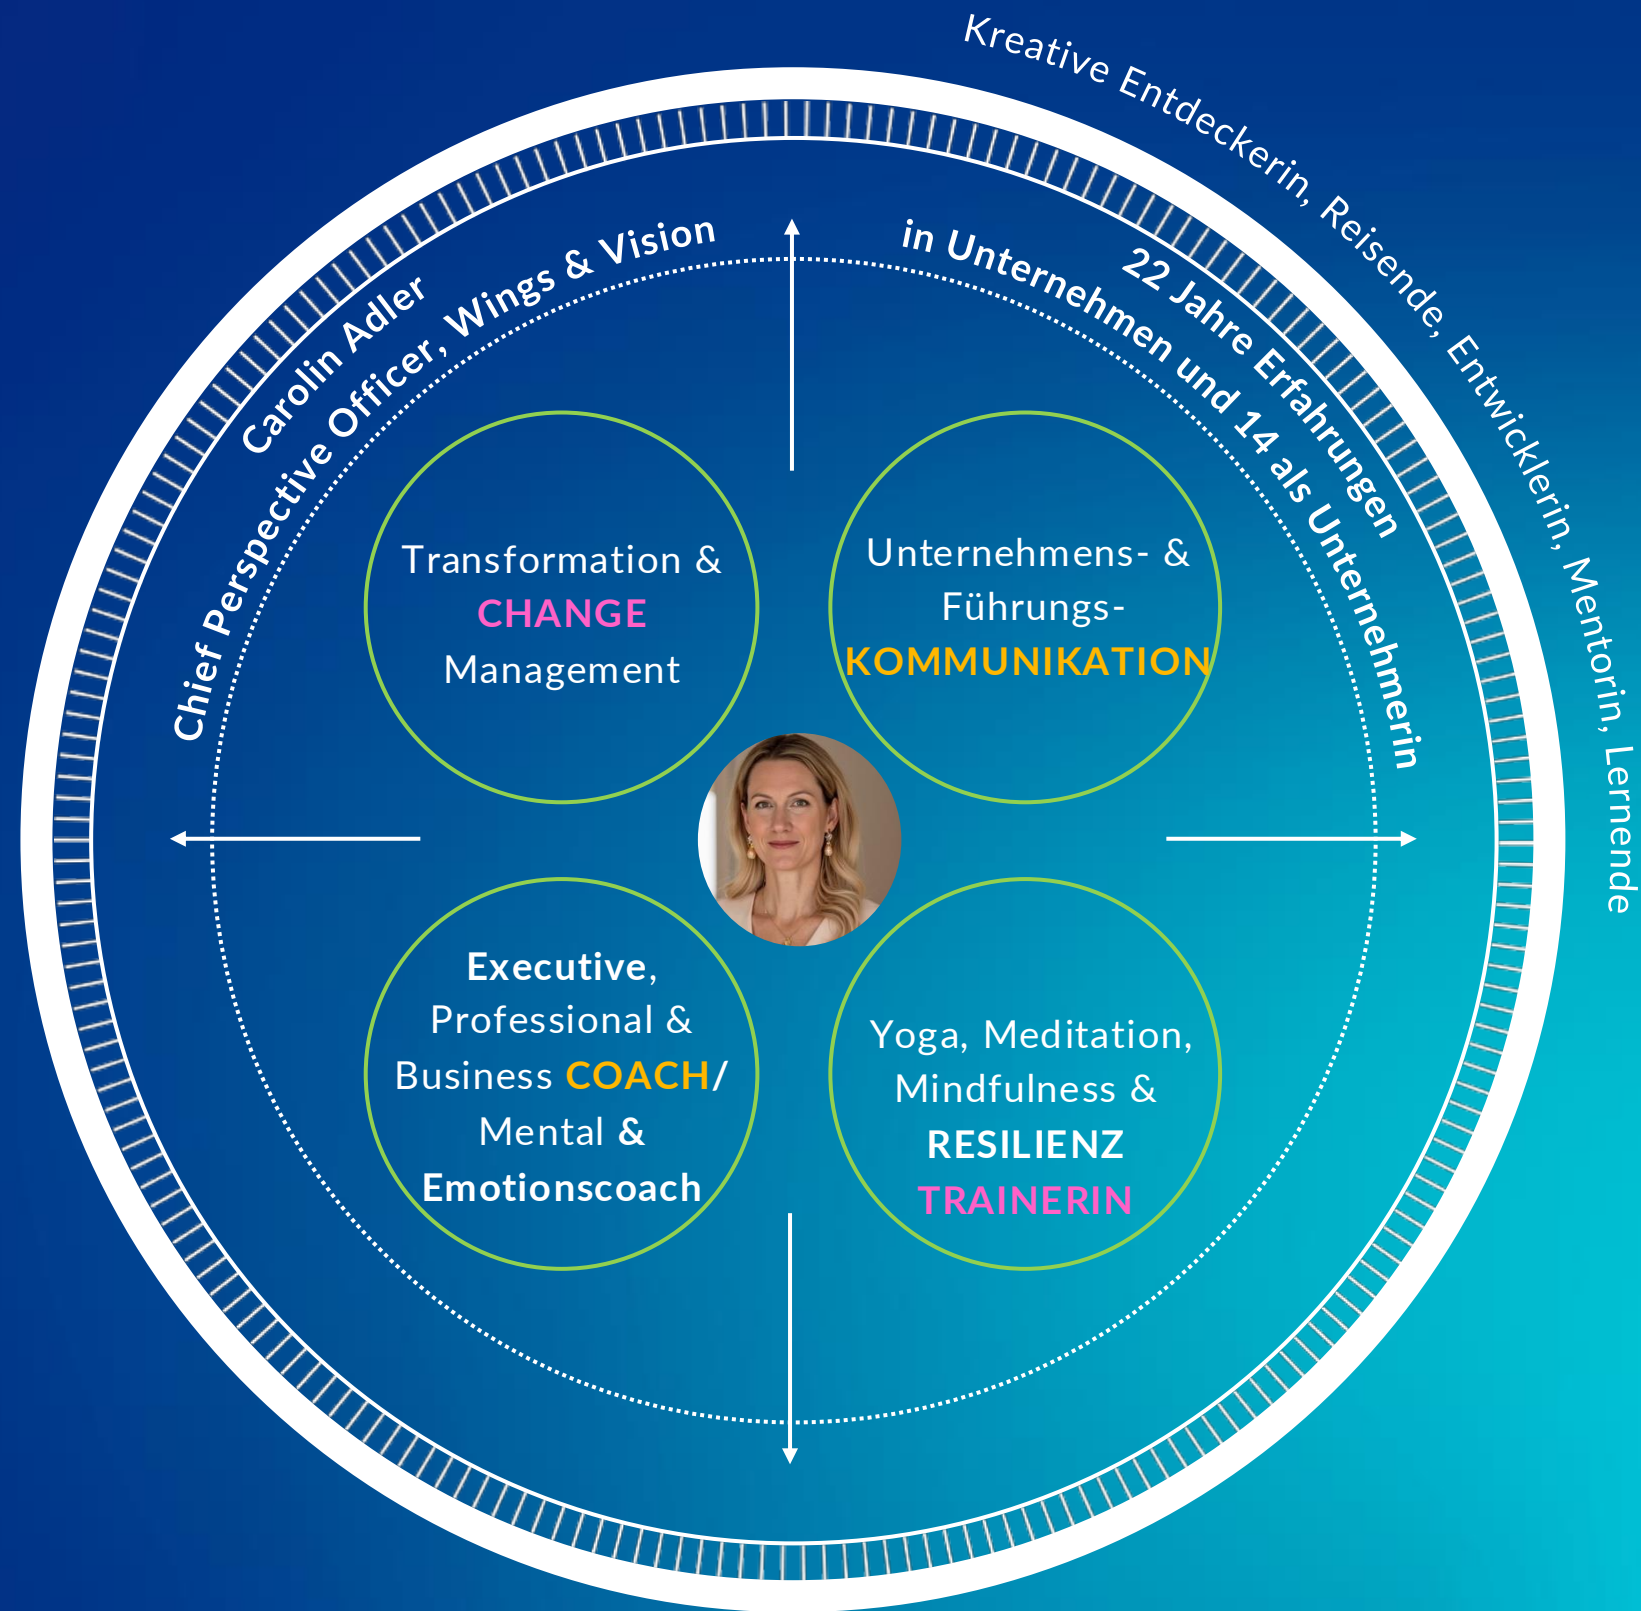 Kreative Entdeckerin, Reisende, Entwicklerin, Mentorin, Lernende
Carolin Adler
Chief Perspective Officer, Wings & Vision
22 Jahre Erfahrungen
in Unternehmen und 14 als Unternehmerin
Transformation &
CHANGE
Management
Unternehmens- &
Führungs-
KOMMUNIKATION
Executive,
Professional &
Business COACH/
Mental &
Emotionscoach
Yoga, Meditation,
Mindfulness &
RESILIENZ
TRAINERIN